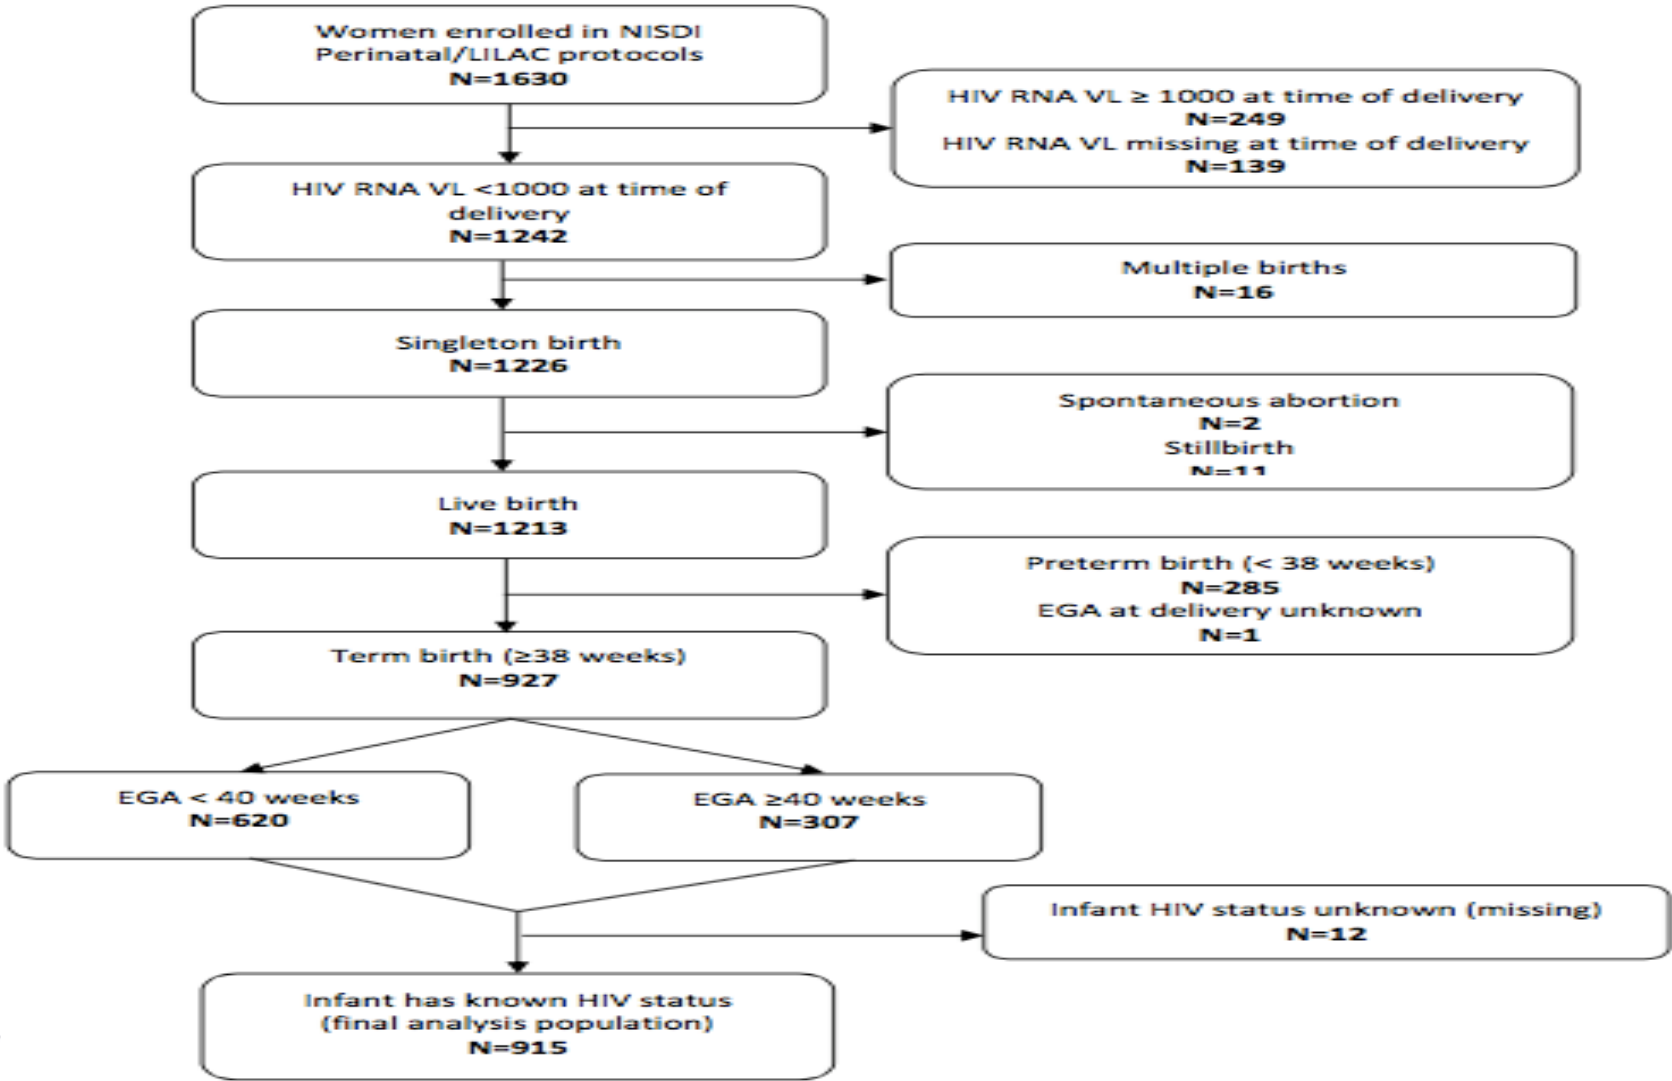 Women enrolled in NISDI
Perinatal/LILAC protocols
N=1630
HIV RNA VL ≥ 1000 at time of delivery
N=249
HIV RNA VL missing at time of delivery
N=139
HIV RNA VL <1000 at time of
delivery
N=1242
Multiple births
N=16
Singleton birth
N=1226
Spontaneous abortion
N=2
Stillbirth
N=11
Live birth
N=1213
Preterm birth (< 38 weeks)
N=285
EGA at delivery unknown
N=1
Term birth (≥38 weeks)
N=927
EGA < 40 weeks
N=620
EGA ≥40 weeks
N=307
Infant HIV status unknown (missing)
N=12
Infant has known HIV status
(final analysis population)
N=915